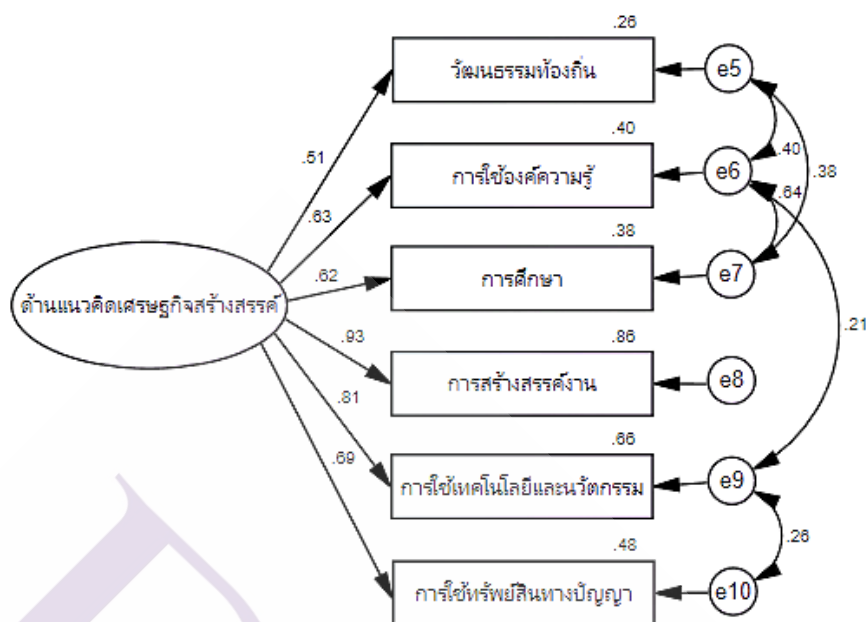 .26
วัฒนธรรมท้องถิ่น
e5
.51
.40
.40
.38
การใช้องค์ความรู้
e6
.63
.64
.38
การศึกษา
e7
.62
ด้านแนวคิดเศรษฐกิจสร้างสรรค์
.21
.93
.86
การสร้างสรรค์งาน
e8
.81
.66
การใช้เทคโนโลยีและนวัตกรรม
e9
.69
.26
.48
การใช้ทรัพย์สินทางปัญญา
e10